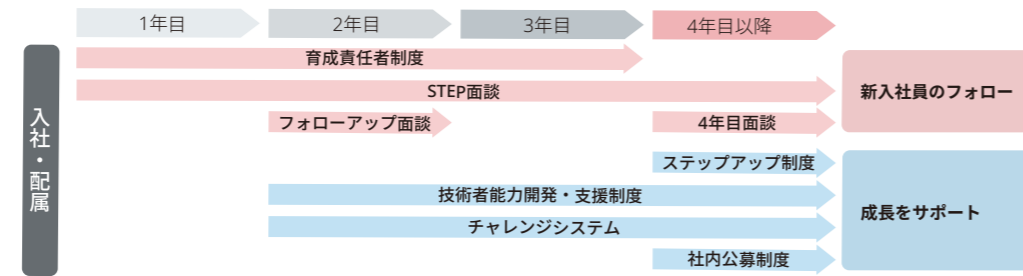 1年目
2年目
3年目
4年目以降
入社・配属
育成責任者制度
STEP面談
フォローアップ面談
4年目面談
新入社員のフォロー
ステップアップ制度
技術者能力開発・支援制度
チャレンジシステム
社内公募制度
成長をサポート